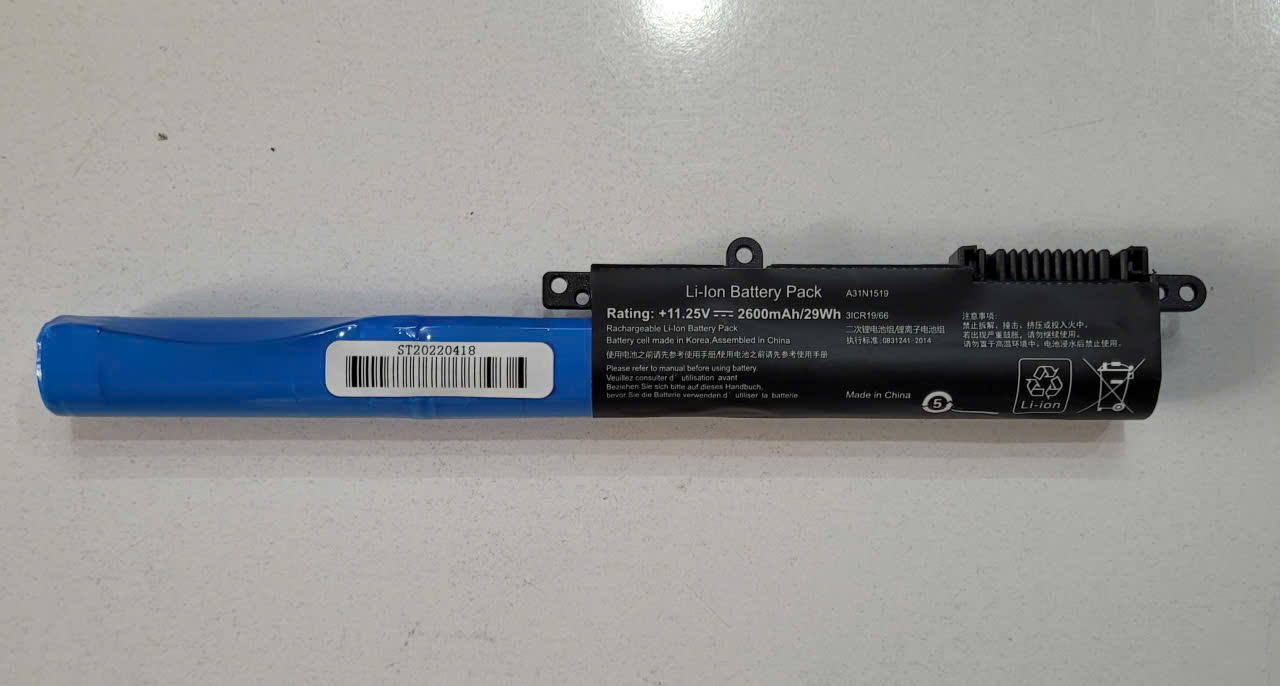 ST20220418
Li-Ion Battery Pack A31N1519
Rating: +11.25V 2600mAh/29Wh 3ICR19/66
Rachargeable Li-Ion Battery Pack
Battery cell made in Korea,Assembled in China
使用电池之前请先参考使用手册/使用电池之前请先参考使用手册
Please refer to manual before using battery.
Veuillez consulter d' utilisation avant
Beziehen Sie sich bitte auf dieses Handbuch,
bevor Sie die Batterie verwenden.d' utiliser la batterie
二次锂电池组/锂离子电池组
执行标准:GB31241-2014
Made in China
5
注意事项:
禁止拆解、撞击、挤压或投入火中。
若出现严重鼓胀、请勿继续使用。
请勿置于高温环境中。电池浸水后禁止使用。
Li-ion